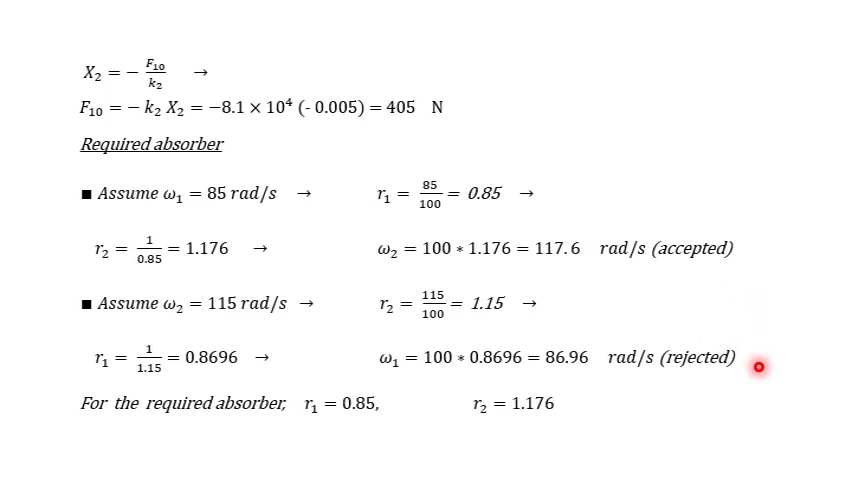 X₂ = − F₁₀/k₂ →
F₁₀ = − k₂ X₂ = −8.1 × 10⁴ (- 0.005) = 405 N
Required absorber
■ Assume ω₁ = 85 rad/s → r₁ = 85/100 = 0.85 →
r₂ = 1/0.85 = 1.176 → ω₂ = 100 ∗ 1.176 = 117.6 rad/s (accepted)
■ Assume ω₂ = 115 rad/s → r₂ = 115/100 = 1.15 →
r₁ = 1/1.15 = 0.8696 → ω₁ = 100 ∗ 0.8696 = 86.96 rad/s (rejected)
For the required absorber, r₁ = 0.85, r₂ = 1.176